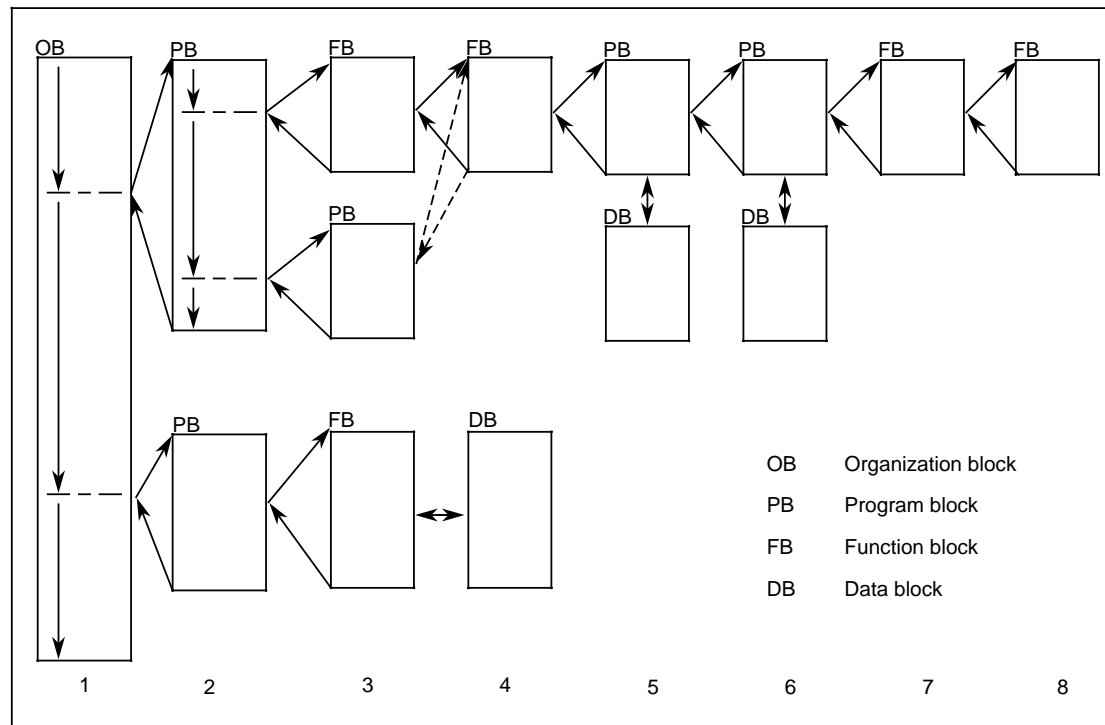 OB PB FB FB PB PB FB FB
PB
DB DB
PB FB DB
OB Organization block
PB Program block
FB Function block
DB Data block
1 2 3 4 5 6 7 8